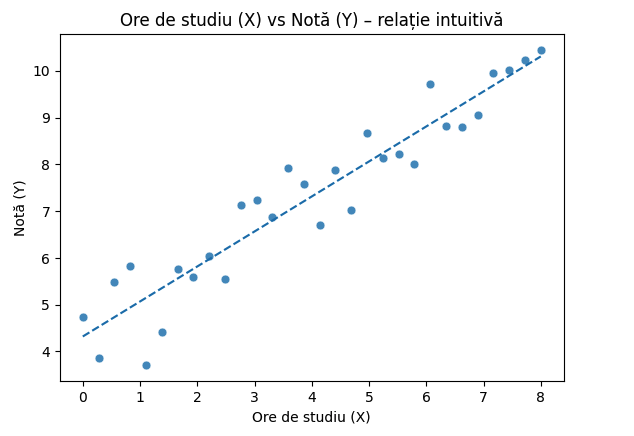 Ore de studiu (X) vs Notă (Y) – relație intuitivă
Notă (Y)
10
9
8
7
6
5
4
0 1 2 3 4 5 6 7 8
Ore de studiu (X)